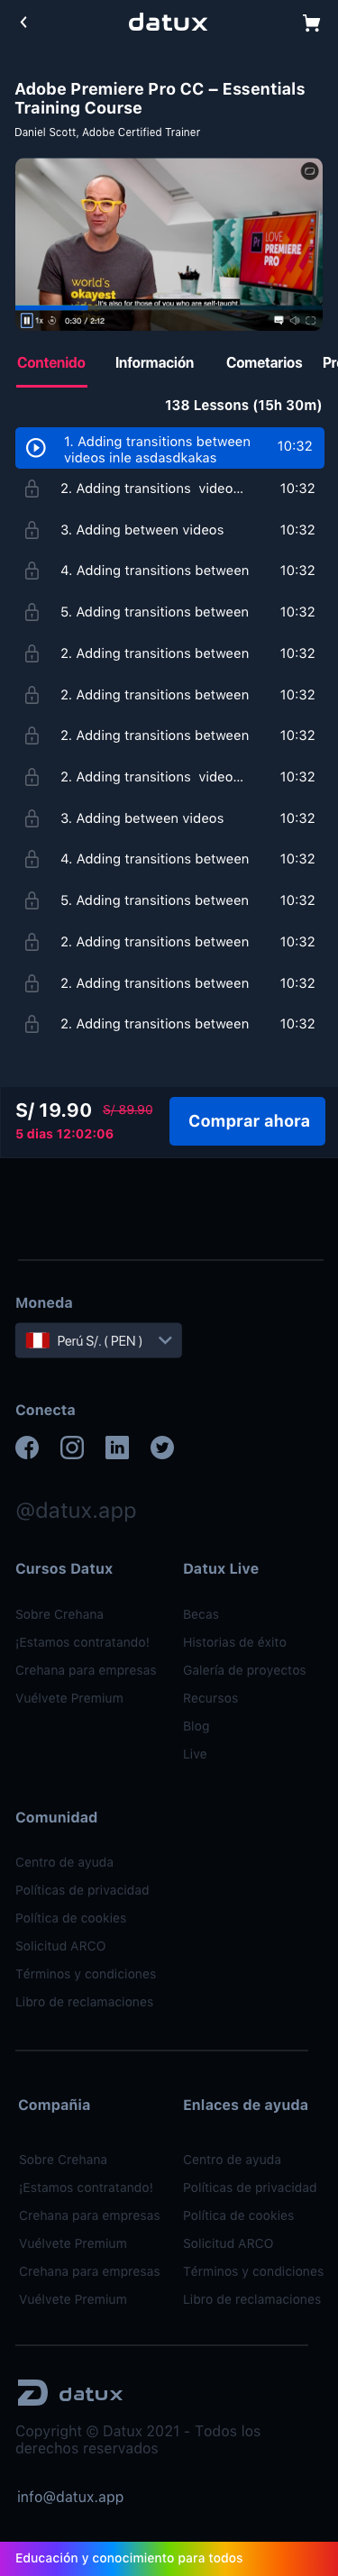 datux
Adobe Premiere Pro CC – Essentials
Training Course
Daniel Scott, Adobe Certified Trainer
LOVE
PREMIERE
PRO
Pr
world's
okayest
It's also for those of you who are self-taught,
1x 0:30 / 2:12
Contenido Información Cometarios Pr
138 Lessons (15h 30m)
1. Adding transitions between 10:32
videos inle asdasdkakas
2. Adding transitions video... 10:32
3. Adding between videos 10:32
4. Adding transitions between 10:32
5. Adding transitions between 10:32
2. Adding transitions between 10:32
2. Adding transitions between 10:32
2. Adding transitions between 10:32
2. Adding transitions video... 10:32
3. Adding between videos 10:32
4. Adding transitions between 10:32
5. Adding transitions between 10:32
2. Adding transitions between 10:32
2. Adding transitions between 10:32
2. Adding transitions between 10:32
S/ 19.90 S/ 89.90
5 dias 12:02:06
Comprar ahora
Moneda
Perú S/. ( PEN )
Conecta
@datux.app
Cursos Datux
Sobre Crehana
¡Estamos contratando!
Crehana para empresas
Vuélvete Premium
Datux Live
Becas
Historias de éxito
Galería de proyectos
Recursos
Blog
Live
Comunidad
Centro de ayuda
Políticas de privacidad
Política de cookies
Solicitud ARCO
Términos y condiciones
Libro de reclamaciones
Compañia
Sobre Crehana
¡Estamos contratando!
Crehana para empresas
Vuélvete Premium
Crehana para empresas
Vuélvete Premium
Enlaces de ayuda
Centro de ayuda
Políticas de privacidad
Política de cookies
Solicitud ARCO
Términos y condiciones
Libro de reclamaciones
datux
Copyright © Datux 2021 - Todos los
derechos reservados
info@datux.app
Educación y conocimiento para todos